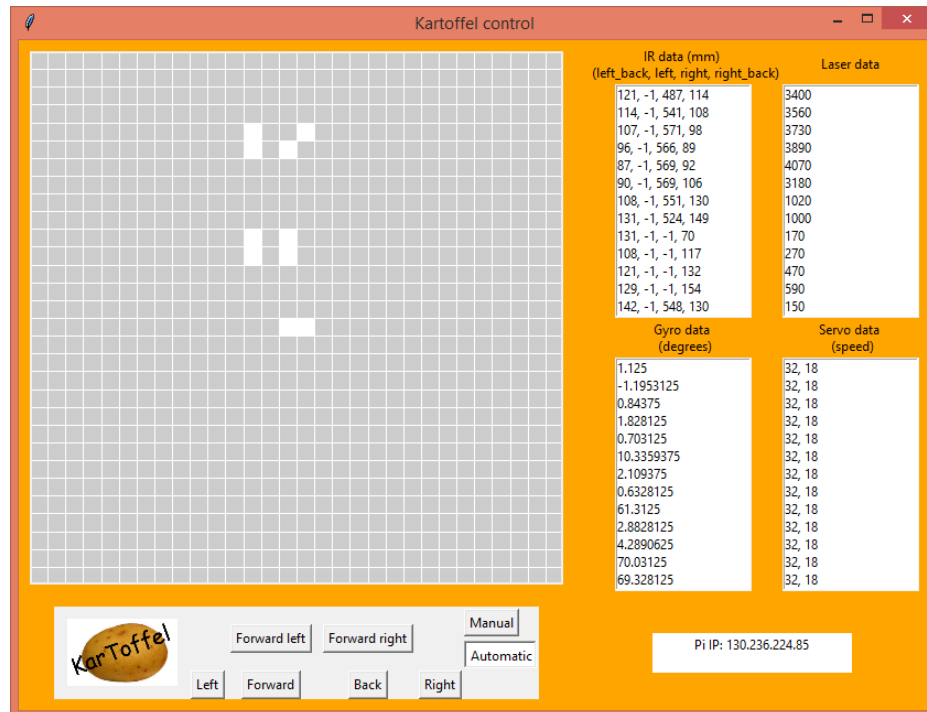 Kartoffel control
IR data (mm)
(left_back, left, right, right_back)
121, -1, 487, 114
114, -1, 541, 108
107, -1, 571, 98
96, -1, 566, 89
87, -1, 569, 92
90, -1, 569, 106
108, -1, 551, 130
131, -1, 524, 149
131, -1, -1, 70
108, -1, -1, 117
121, -1, -1, 132
129, -1, -1, 154
142, -1, 548, 130
Laser data
3400
3560
3730
3890
4070
3180
1020
1000
170
270
470
590
150
Gyro data
(degrees)
1.125
-1.1953125
0.84375
1.828125
0.703125
10.3359375
2.109375
0.6328125
61.3125
2.8828125
4.2890625
70.03125
69.328125
Servo data
(speed)
32, 18
32, 18
32, 18
32, 18
32, 18
32, 18
32, 18
32, 18
32, 18
32, 18
32, 18
32, 18
32, 18
KarToffel
Forward left
Forward right
Manual
Automatic
Left
Forward
Back
Right
Pi IP: 130.236.224.85